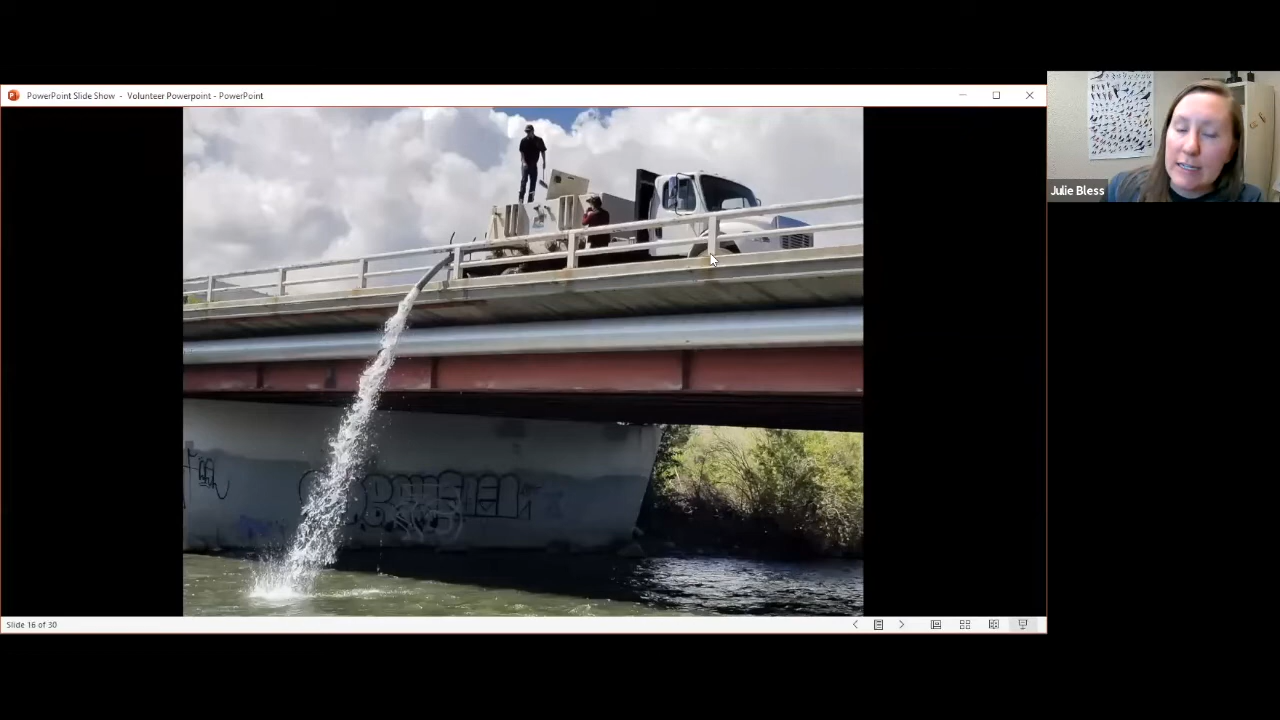 PowerPoint Slide Show - Volunteer Powerpoint - PowerPoint
Julie Bless
Slide 16 of 30